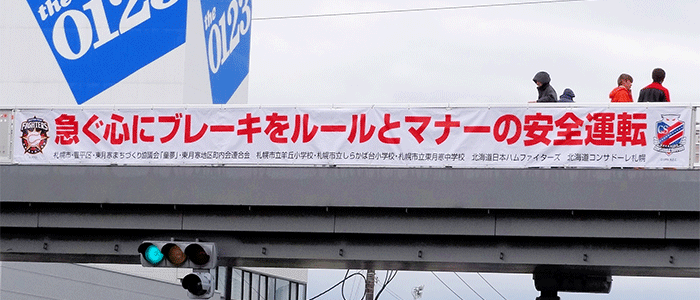 the 0123
the 0123
FIGHTERS
急ぐ心にブレーキをルールとマナーの安全運転
札幌市・豊平区・東月寒まちづくり協議会「童夢」・東月寒地区町内会連合会 札幌市立羊丘小学校・札幌市立しらかば台小学校・札幌市立東月寒中学校 北海道日本ハムファイターズ 北海道コンサドーレ札幌